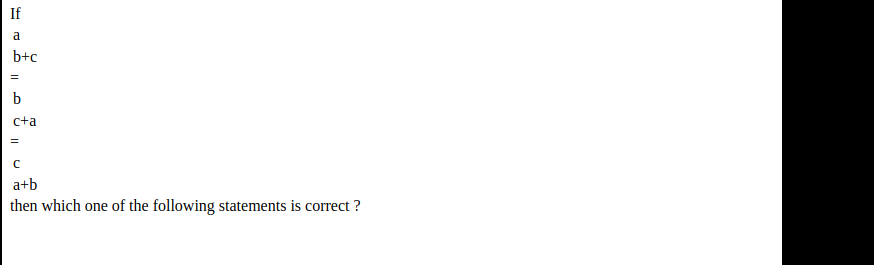 If
a
b+c
=
b
c+a
=
c
a+b
then which one of the following statements is correct ?